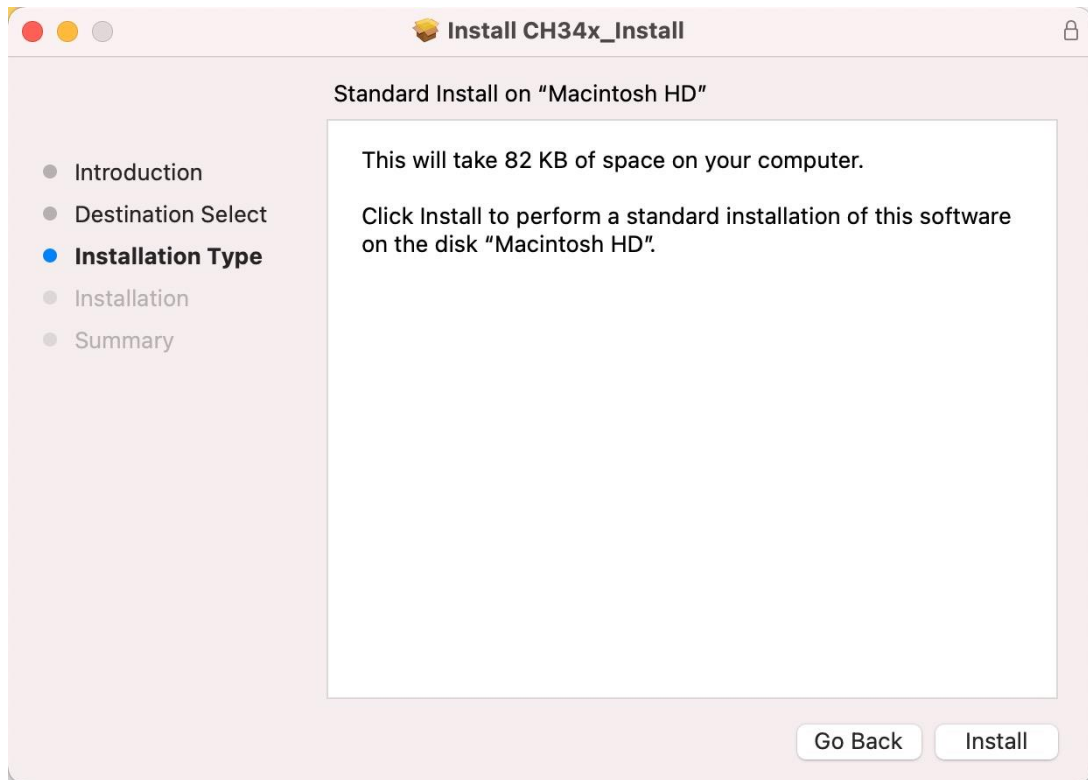 Install CH34x_Install
Standard Install on “Macintosh HD”
Introduction
Destination Select
Installation Type
Installation
Summary
This will take 82 KB of space on your computer.
Click Install to perform a standard installation of this software
on the disk “Macintosh HD”.
Go Back
Install